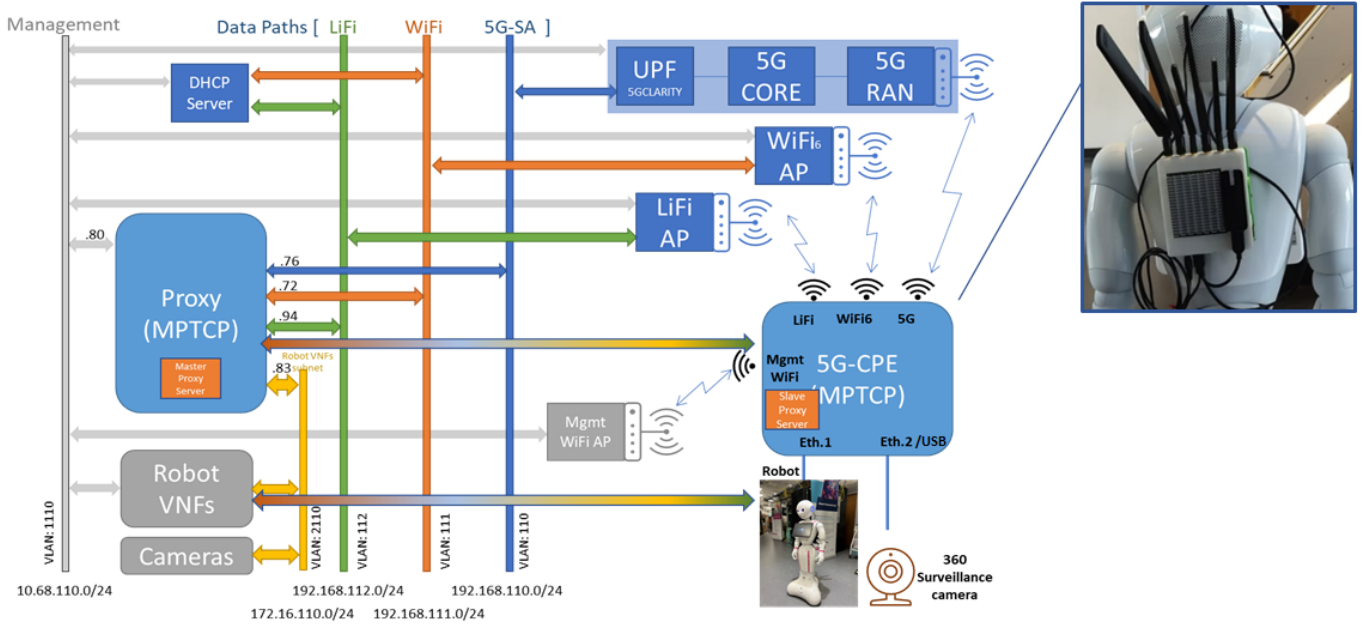 Management
Data Paths [ LiFi WiFi 5G-SA ]
DHCP
Server
UPF
5GCLARITY
5G
CORE
5G
RAN
WiFi6
AP
LiFi
AP
.80
.76
.72
.94
Proxy
(MPTCP)
Master
Proxy
Server
Robot VNFs
subnet
.83
LiFi WiFi6 5G
Mgmt
WiFi
5G-CPE
(MPTCP)
Slave
Proxy
Server
Eth.1
Eth.2 /USB
Mgmt
WiFi AP
Robot
VNFs
Cameras
Robot
360
Surveillance
camera
VLAN: 1110
VLAN: 2110
VLAN: 112
VLAN: 111
VLAN: 110
10.68.110.0/24
172.16.110.0/24
192.168.112.0/24
192.168.111.0/24
192.168.110.0/24